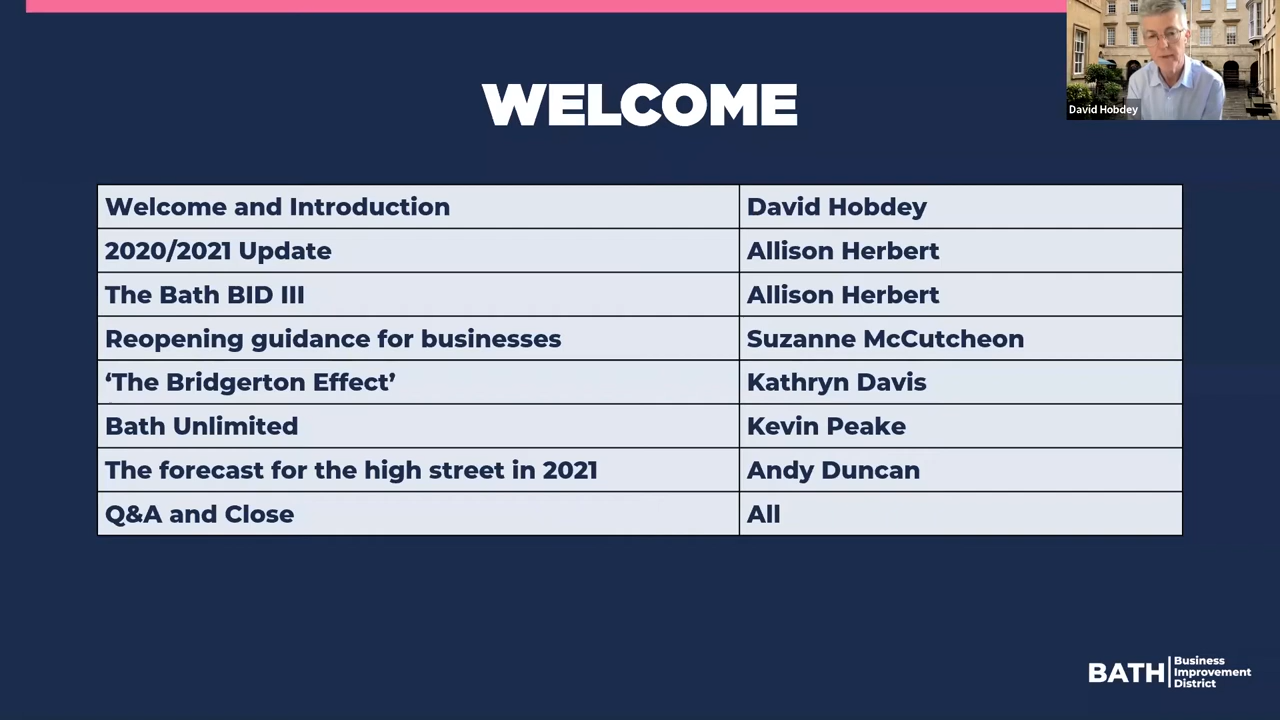 David Hobdey
WELCOME
Welcome and Introduction David Hobdey
2020/2021 Update Allison Herbert
The Bath BID III Allison Herbert
Reopening guidance for businesses Suzanne McCutcheon
‘The Bridgerton Effect’ Kathryn Davis
Bath Unlimited Kevin Peake
The forecast for the high street in 2021 Andy Duncan
Q&A and Close All
BATH
Business
Improvement
District